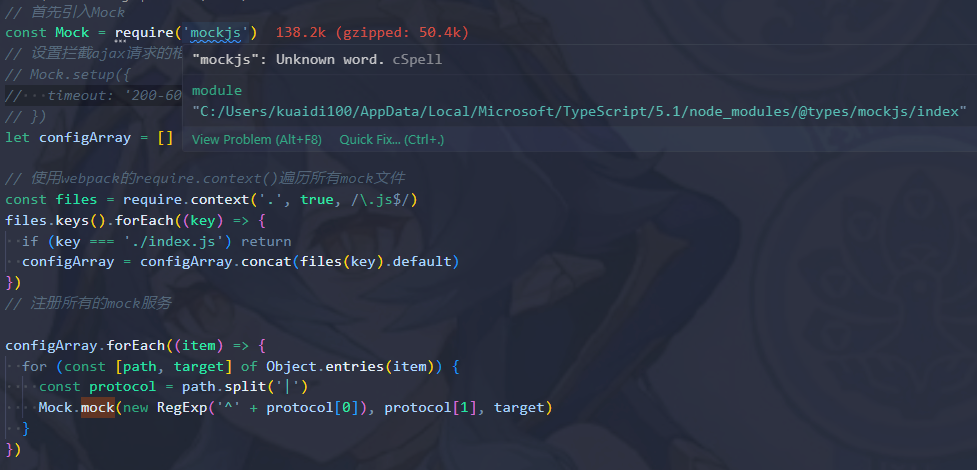 // 首先引入Mock
const Mock = require('mockjs') 138.2k (gzipped: 50.4k)
// 设置拦截ajax请求的相
"mockjs": Unknown word. cSpell
// Mock.setup({
module
//   timeout: '200-60
"C:/Users/kuaidi100/AppData/Local/Microsoft/TypeScript/5.1/node_modules/@types/mockjs/index"
// })
let configArray = []
View Problem (Alt+F8) Quick Fix... (Ctrl+.)
// 使用webpack的require.context()遍历所有mock文件
const files = require.context('.', true, /\.js$/)
files.keys().forEach((key) => {
  if (key === './index.js') return
  configArray = configArray.concat(files(key).default)
})
// 注册所有的mock服务
configArray.forEach((item) => {
  for (const [path, target] of Object.entries(item)) {
    const protocol = path.split('|')
    Mock.mock(new RegExp('^' + protocol[0]), protocol[1], target)
  }
})